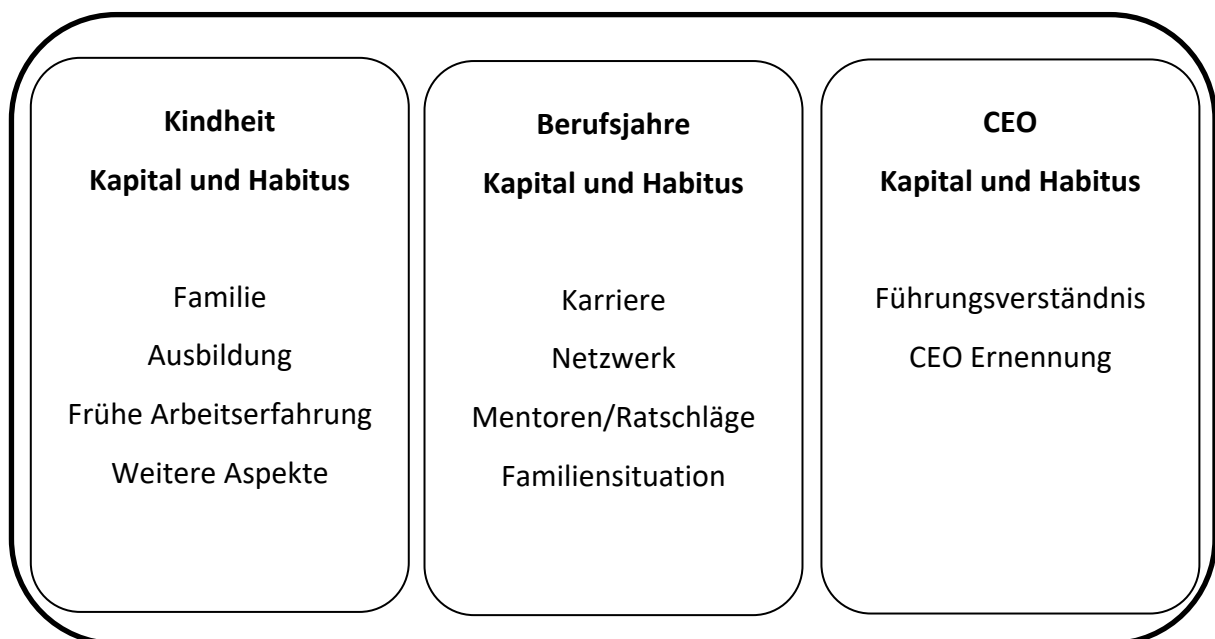 Kindheit
Kapital und Habitus
Familie
Ausbildung
Frühe Arbeitserfahrung
Weitere Aspekte
Berufsjahre
Kapital und Habitus
Karriere
Netzwerk
Mentoren/Ratschläge
Familiensituation
CEO
Kapital und Habitus
Führungsverständnis
CEO Ernennung